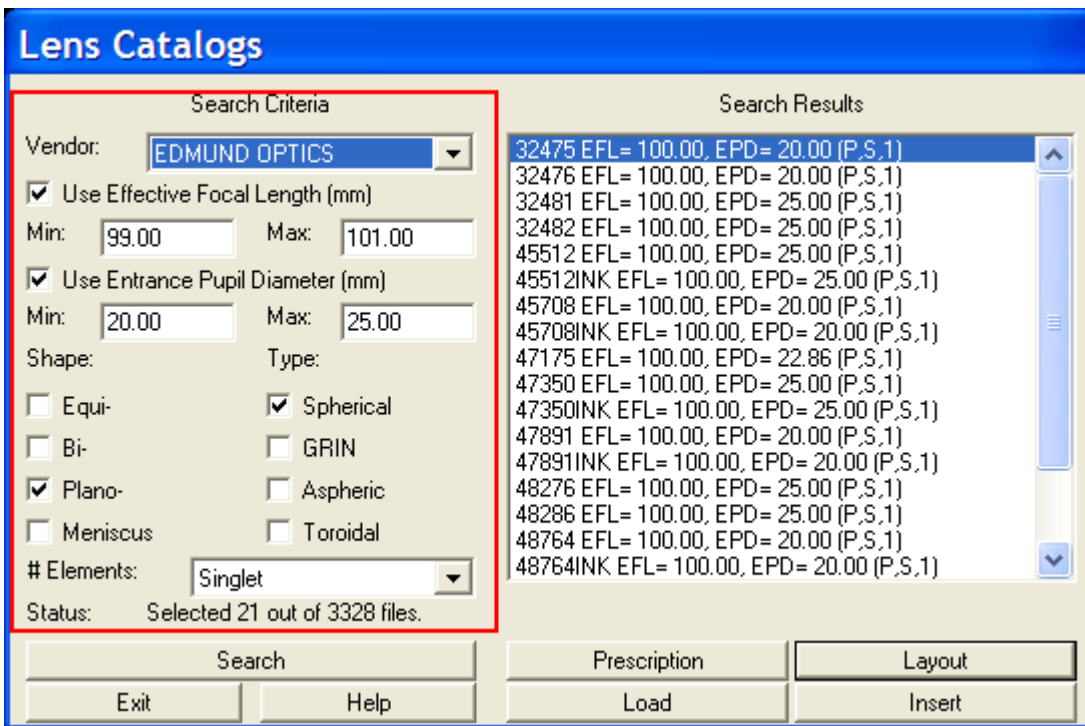 Lens Catalogs
Search Criteria
Vendor: EDMUND OPTICS
Use Effective Focal Length (mm)
Min: 99.00 Max: 101.00
Use Entrance Pupil Diameter (mm)
Min: 20.00 Max: 25.00
Shape: Type:
Equi- Spherical
Bi- GRIN
Plano- Aspheric
Meniscus Toroidal
# Elements: Singlet
Status: Selected 21 out of 3328 files.
Search Results
32475 EFL= 100.00, EPD= 20.00 (P,S,1)
32476 EFL= 100.00, EPD= 20.00 (P,S,1)
32481 EFL= 100.00, EPD= 25.00 (P,S,1)
32482 EFL= 100.00, EPD= 25.00 (P,S,1)
45512 EFL= 100.00, EPD= 25.00 (P,S,1)
45512INK EFL= 100.00, EPD= 25.00 (P,S,1)
45708 EFL= 100.00, EPD= 20.00 (P,S,1)
45708INK EFL= 100.00, EPD= 20.00 (P,S,1)
47175 EFL= 100.00, EPD= 22.86 (P,S,1)
47350 EFL= 100.00, EPD= 25.00 (P,S,1)
47350INK EFL= 100.00, EPD= 25.00 (P,S,1)
47891 EFL= 100.00, EPD= 20.00 (P,S,1)
47891INK EFL= 100.00, EPD= 20.00 (P,S,1)
48276 EFL= 100.00, EPD= 25.00 (P,S,1)
48286 EFL= 100.00, EPD= 25.00 (P,S,1)
48764 EFL= 100.00, EPD= 20.00 (P,S,1)
48764INK EFL= 100.00, EPD= 20.00 (P,S,1)
Search Prescription Layout
Exit Help Load Insert